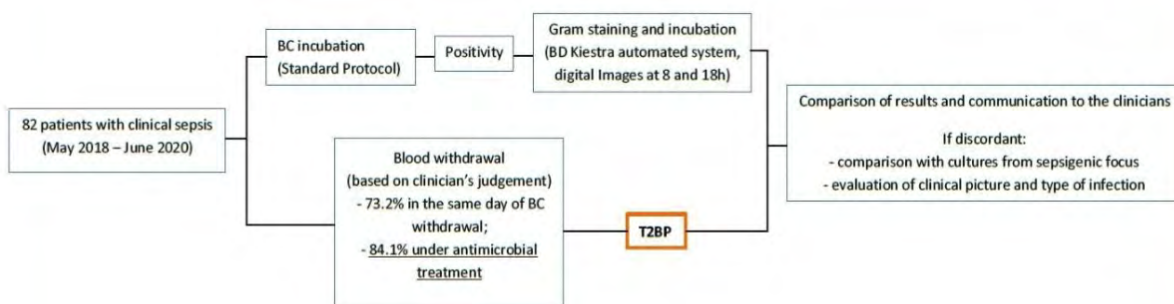 82 patients with clinical sepsis
(May 2018 – June 2020)
BC incubation
(Standard Protocol)
Positivity
Gram staining and incubation
(BD Kiestra automated system,
digital Images at 8 and 18h)
Blood withdrawal
(based on clinician's judgement)
- 73.2% in the same day of BC
withdrawal;
- 84.1% under antimicrobial
treatment
T2BP
Comparison of results and communication to the clinicians
If discordant:
- comparison with cultures from sepsigenic focus
- evaluation of clinical picture and type of infection